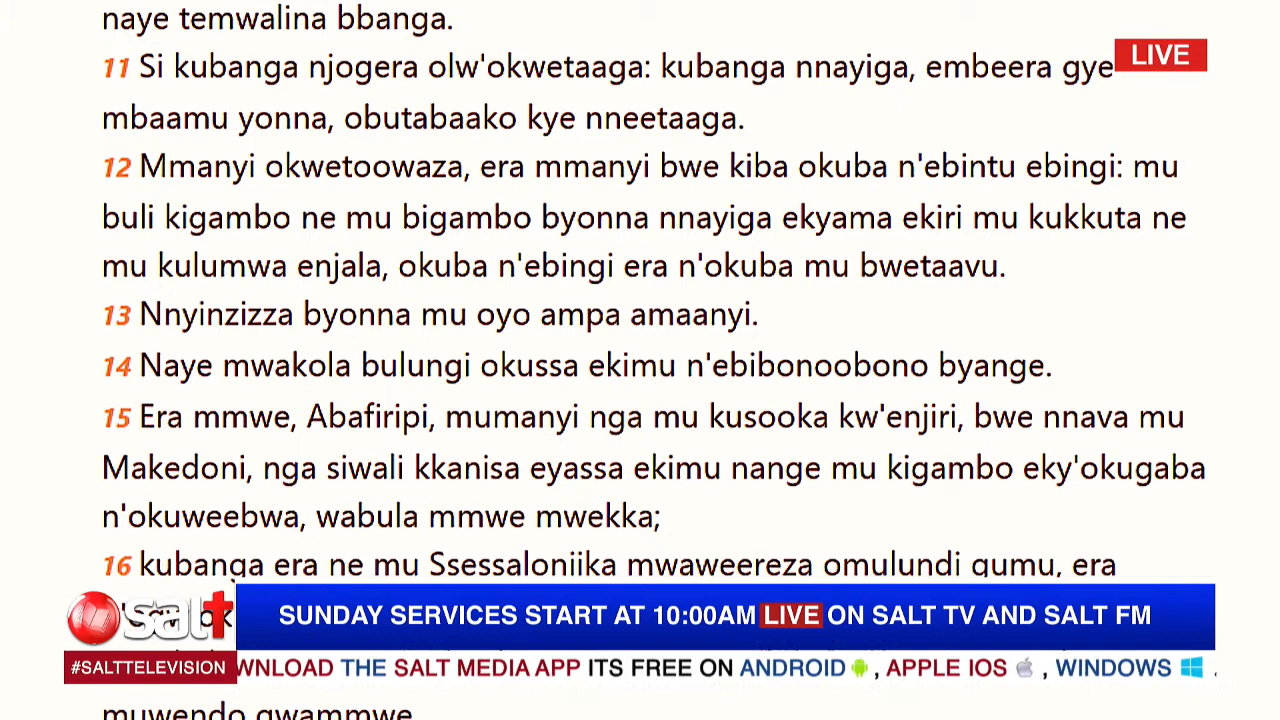 naye temwalina bbanga.
11 Si kubanga njogera olw'okwetaaga: kubanga nnayiga, embeera gye
LIVE
mbaamu yonna, obutabaako kye nneetaaga.
12 Mmanyi okwetoowaza, era mmanyi bwe kiba okuba n'ebintu ebingi: mu
buli kigambo ne mu bigambo byonna nnayiga ekyama ekiri mu kukkuta ne
mu kulumwa enjala, okuba n'ebingi era n'okuba mu bwetaavu.
13 Nnyinzizza byonna mu oyo ampa amaanyi.
14 Naye mwakola bulungi okussa ekimu n'ebibonoobono byange.
15 Era mmwe, Abafiripi, mumanyi nga mu kusooka kw'enjiri, bwe nnava mu
Makedoni, nga siwali kkanisa eyassa ekimu nange mu kigambo eky'okugaba
n'okuweebwa, wabula mmwe mwekka;
16 kubanga era ne mu Ssessaloniika mwaweereza omulundi gumu, era
salt
SUNDAY SERVICES START AT 10:00AM LIVE ON SALT TV AND SALT FM
#SALTTELEVISION
WNLOAD THE SALT MEDIA APP ITS FREE ON ANDROID , APPLE IOS , WINDOWS
muwendo gwammwe.